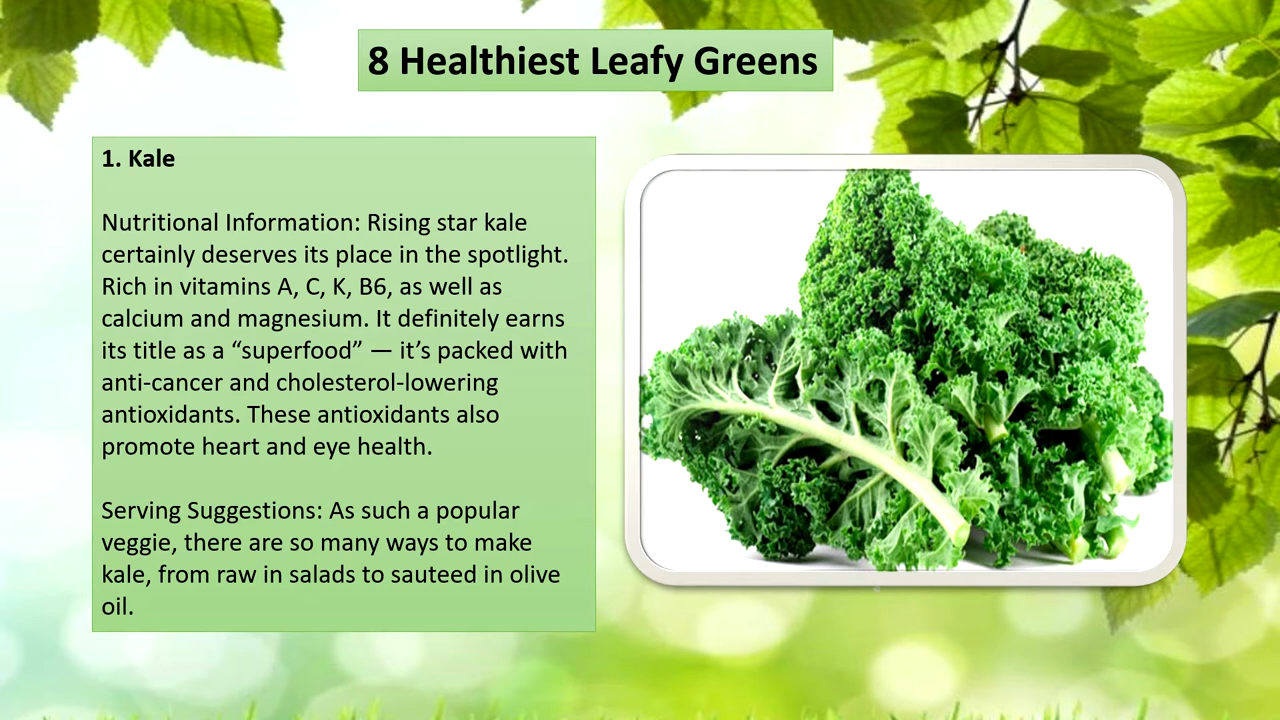 8 Healthiest Leafy Greens
1. Kale
Nutritional Information: Rising star kale
certainly deserves its place in the spotlight.
Rich in vitamins A, C, K, B6, as well as
calcium and magnesium. It definitely earns
its title as a “superfood” — it’s packed with
anti-cancer and cholesterol-lowering
antioxidants. These antioxidants also
promote heart and eye health.
Serving Suggestions: As such a popular
veggie, there are so many ways to make
kale, from raw in salads to sauteed in olive
oil.